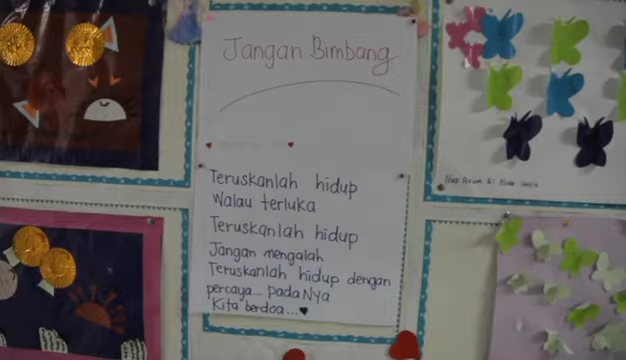 Jangan Bimbang
Teruskanlah hidup
Walau terluka
Teruskanlah hidup
Jangan mengalah
Teruskanlah hidup dengan
percaya... padaNya
Kita berdoa...♥